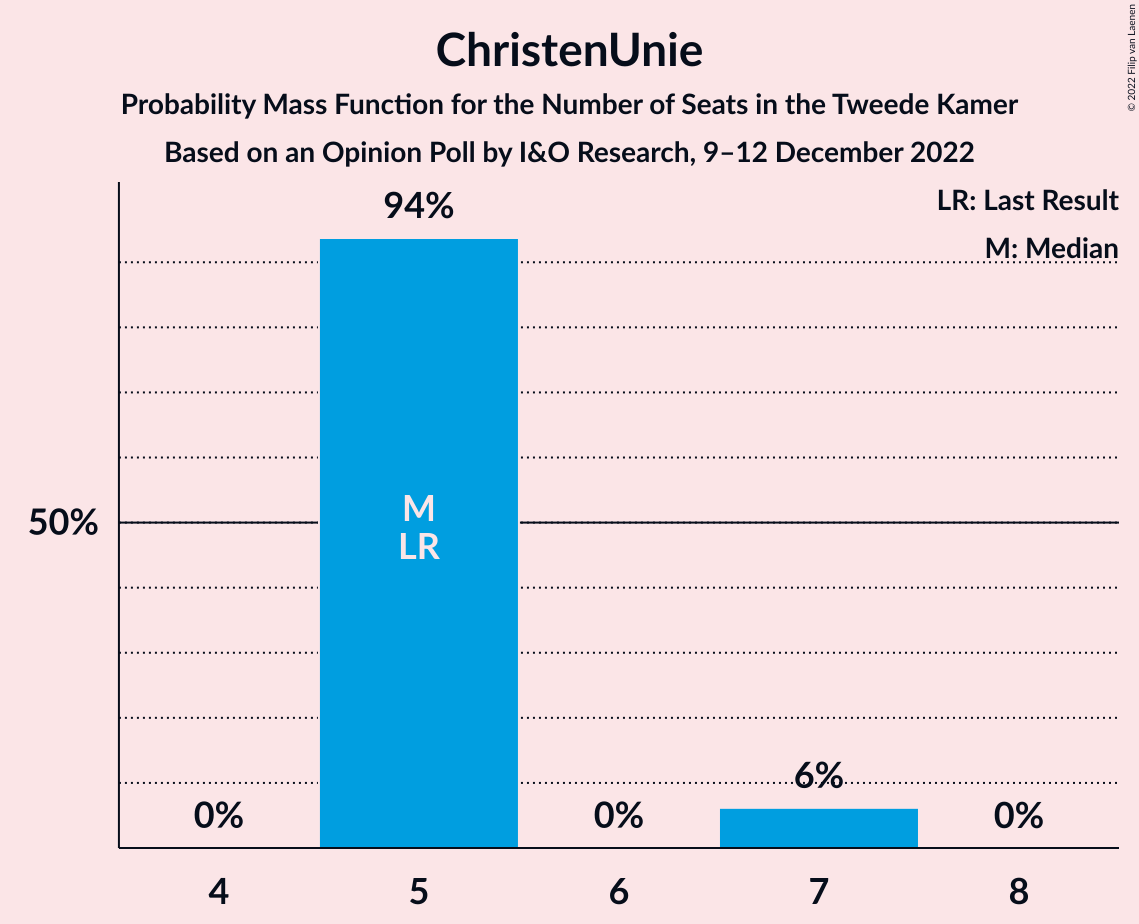 ChristenUnie
Probability Mass Function for the Number of Seats in the Tweede Kamer
Based on an Opinion Poll by I&O Research, 9–12 December 2022
© 2022 Filip van Laenen
LR: Last Result
M: Median
94%
50%
M
LR
6%
0%
0%
0%
4
5
6
7
8